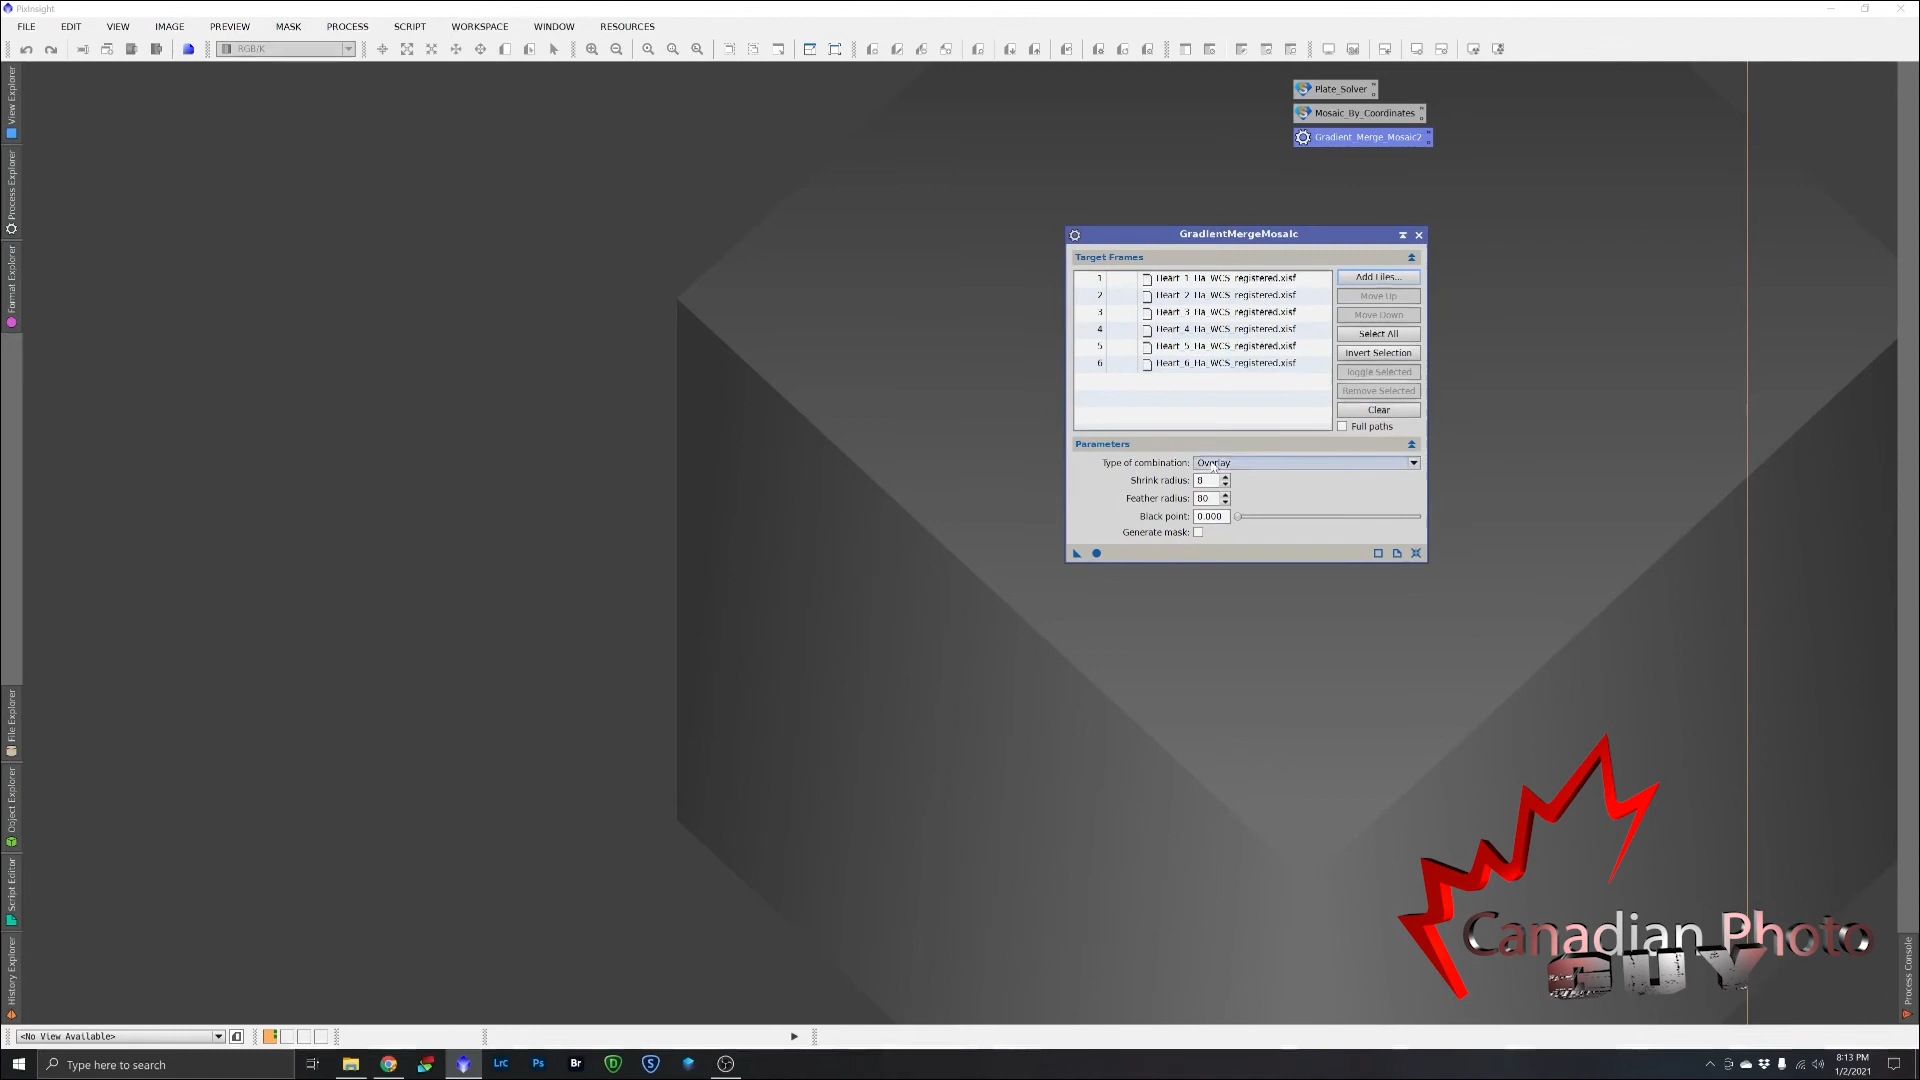 PixInsight
FILE EDIT VIEW IMAGE PREVIEW MASK PROCESS SCRIPT WORKSPACE WINDOW RESOURCES
RGB/K
View Explorer
Process Explorer
Format Explorer
File Explorer
Object Explorer
Script Editor
History Explorer
Plate_Solver
Mosaic_By_Coordinates
Gradient_Merge_Mosaic2
GradientMergeMosaic
Target Frames
1 Heart_1_Ha_WCS_registered.xisf
2 Heart_2_Ha_WCS_registered.xisf
3 Heart_3_Ha_WCS_registered.xisf
4 Heart_4_Ha_WCS_registered.xisf
5 Heart_5_Ha_WCS_registered.xisf
6 Heart_6_Ha_WCS_registered.xisf
Add Files...
Move Up
Move Down
Select All
Invert Selection
Toggle Selected
Remove Selected
Clear
Full paths
Parameters
Type of combination: Overlay
Shrink radius: 8
Feather radius: 80
Black point: 0.000
Generate mask:
Canadian Photo
GUY
Process Console
<No View Available>
Type here to search
LrC Ps Br
8:13 PM
1/2/2021